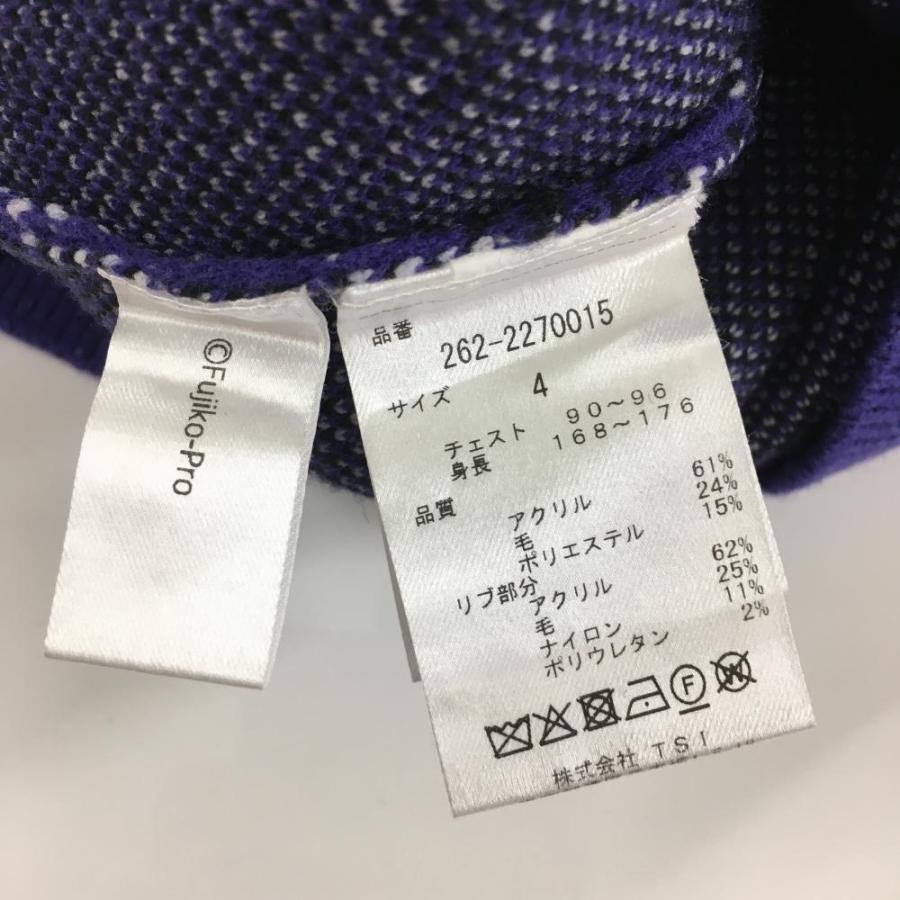 ©Fujiko-Pro
品番 262-2270015
サイズ 4
チェスト 90～96
身長 168～176
品質
アクリル 61%
毛 24%
ポリエステル 15%
リブ部分
アクリル 62%
毛 25%
ナイロン 11%
ポリウレタン 2%
F
W
株式会社 TSI